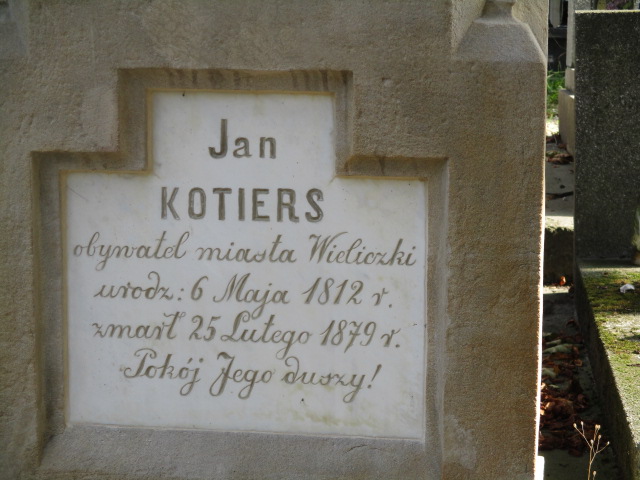 Jan
KOTIERS
obywatel miasta Wieliczki
urodz: 6 Maja 1812 r.
zmarł 25 Lutego 1879 r.
Pokój Jego duszy!